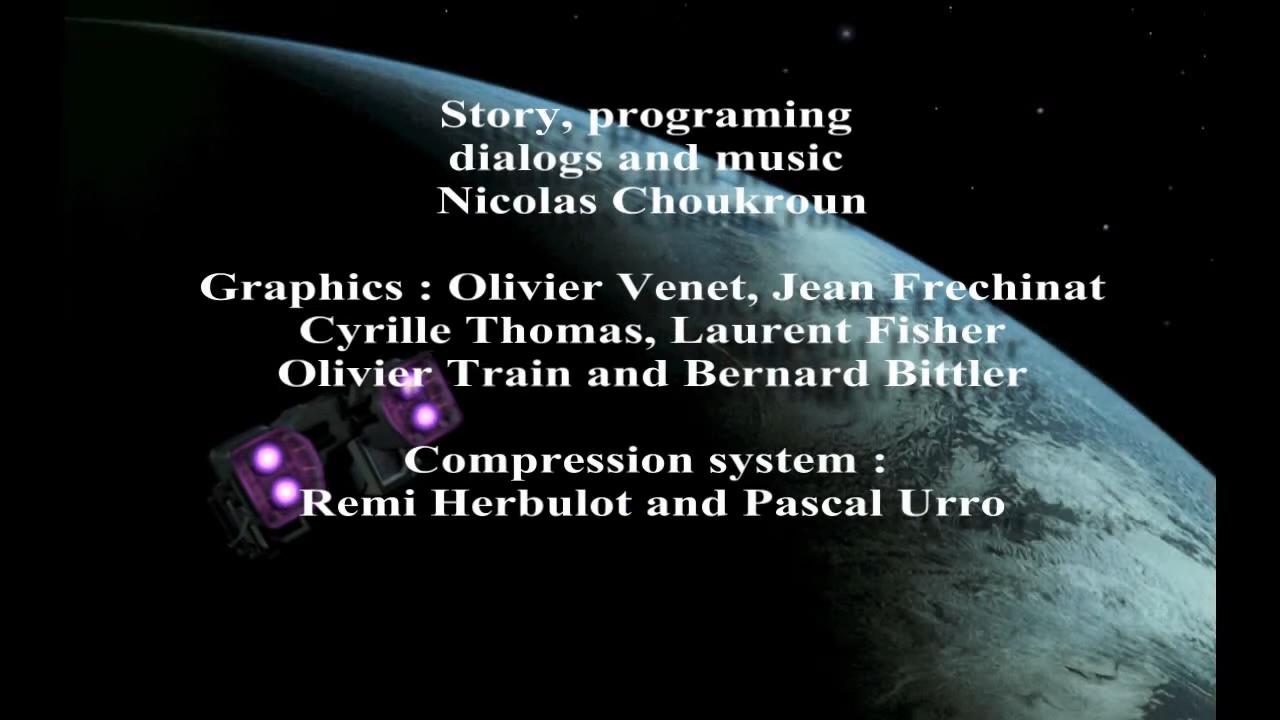 Story, programing
dialogs and music
Nicolas Choukroun
Graphics : Olivier Venet, Jean Frechinat
Cyrille Thomas, Laurent Fisher
Olivier Train and Bernard Bittler
Compression system :
Remi Herbulot and Pascal Urro